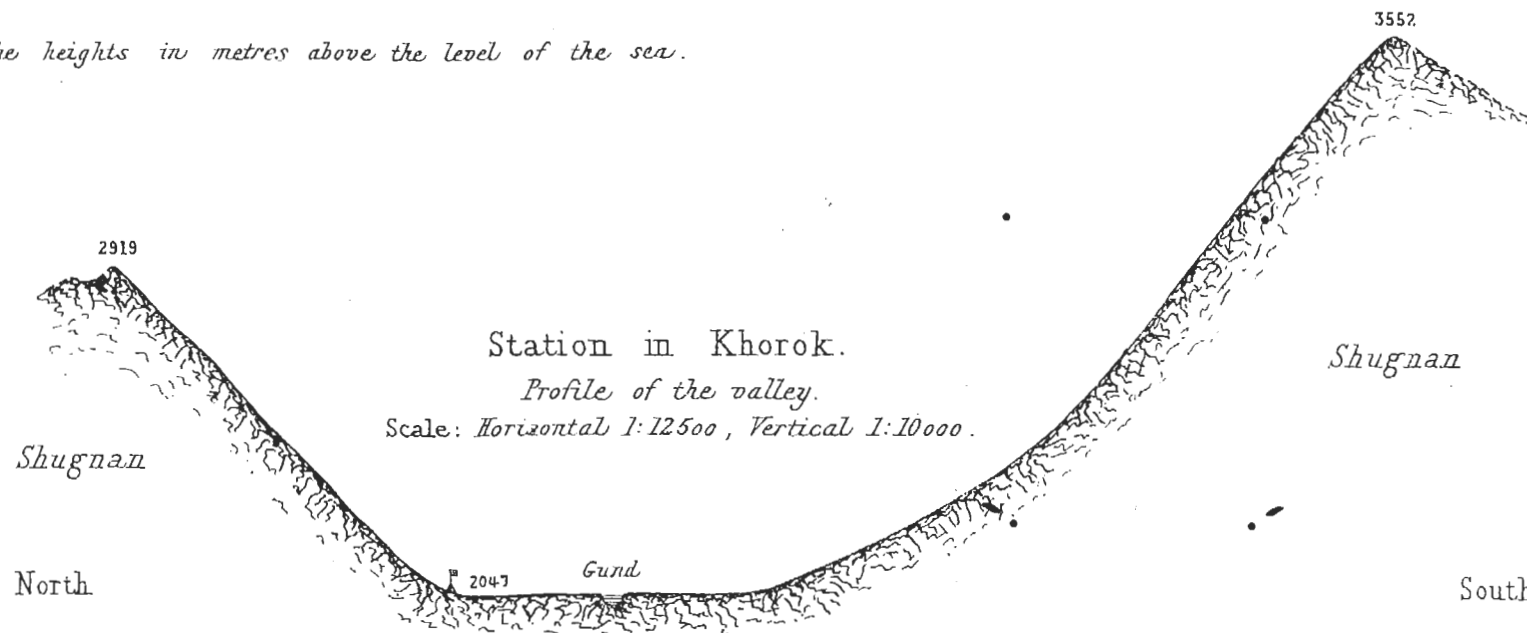 3552
he heights in metres above the level of the sea.
2919
Station in Khorok.
Profile of the valley.
Scale: Horizontal 1:12500, Vertical 1:10000.
Shugnan
Shugnan
2047
Gund
North
South